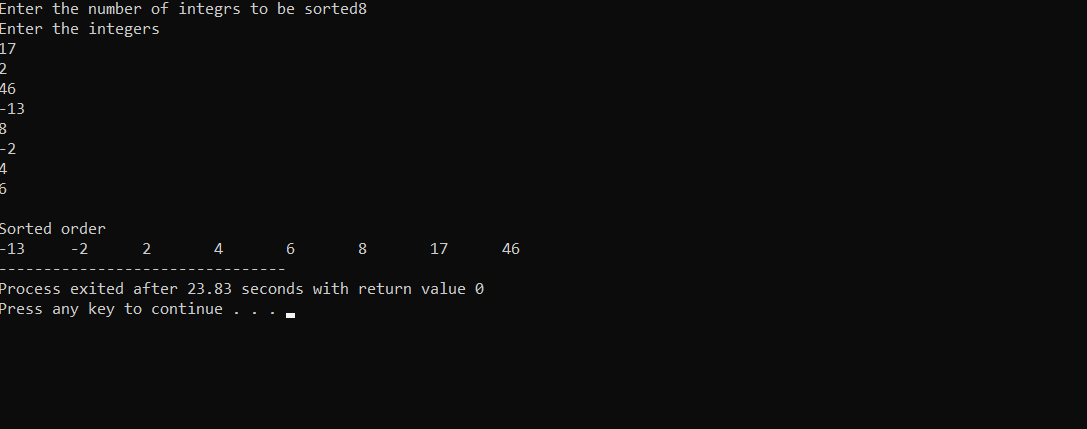 Enter the number of integrs to be sorted8
Enter the integers
17
2
46
-13
8
-2
4
6
Sorted order
-13 -2 2 4 6 8 17 46
--------------------------------
Process exited after 23.83 seconds with return value 0
Press any key to continue . . .